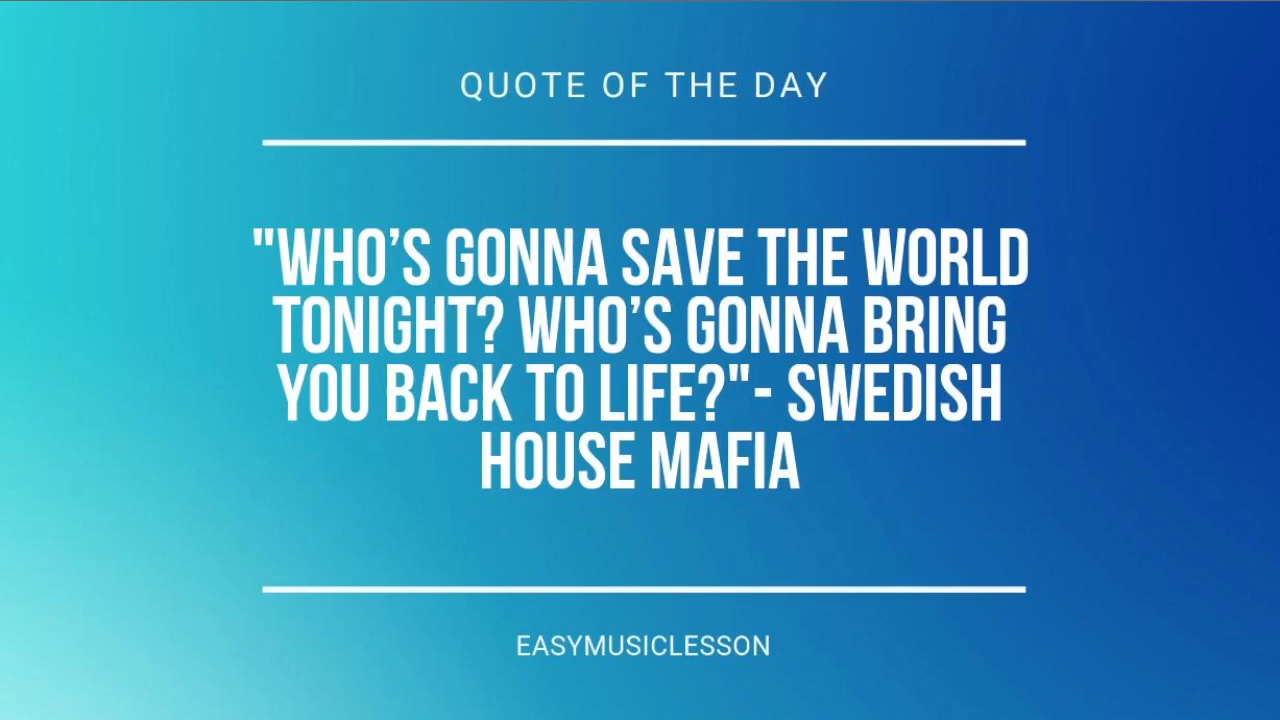 QUOTE OF THE DAY
"WHO’S GONNA SAVE THE WORLD
TONIGHT? WHO’S GONNA BRING
YOU BACK TO LIFE?"- SWEDISH
HOUSE MAFIA
EASYMUSICLESSON